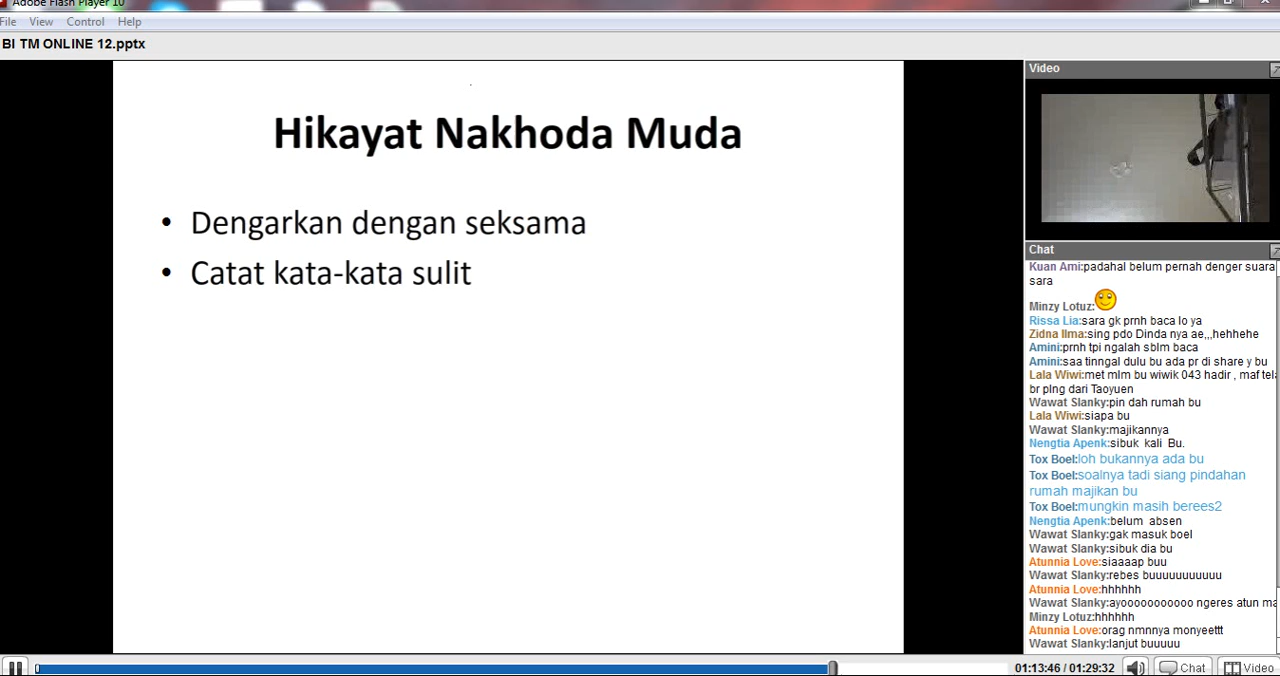 Adobe Flash Player 10
File View Control Help
BI TM ONLINE 12.pptx
Hikayat Nakhoda Muda
• Dengarkan dengan seksama
• Catat kata-kata sulit
Video
Chat
Kuan Ami:padahal belum pernah denger suara
sara
Minzy Lotuz:
Rissa Lia:sara gk prnh baca lo ya
Zidna Ilma:sing pdo Dinda nya ae,,,hehhehe
Amini:prnh tpi ngalah sblm baca
Amini:saa tinngal dulu bu ada pr di share y bu
Lala Wiwi:met mlm bu wiwik 043 hadir , maf tela
br plng dari Taoyuen
Wawat Slanky:pin dah rumah bu
Lala Wiwi:siapa bu
Wawat Slanky:majikannya
Nengtia Apenk:sibuk kali Bu.
Tox Boel:loh bukannya ada bu
Tox Boel:soalnya tadi siang pindahan
rumah majikan bu
Tox Boel:mungkin masih berees2
Nengtia Apenk:belum absen
Wawat Slanky:gak masuk boel
Wawat Slanky:sibuk dia bu
Atunnia Love:siaaaap buu
Wawat Slanky:rebes buuuuuuuuuuu
Atunnia Love:hhhhhh
Wawat Slanky:ayooooooooooo ngeres atun ma
Minzy Lotuz:hhhhhh
Atunnia Love:orag nmnnya monyeettt
Wawat Slanky:lanjut buuuuu
01:13:46 / 01:29:32 Chat Video